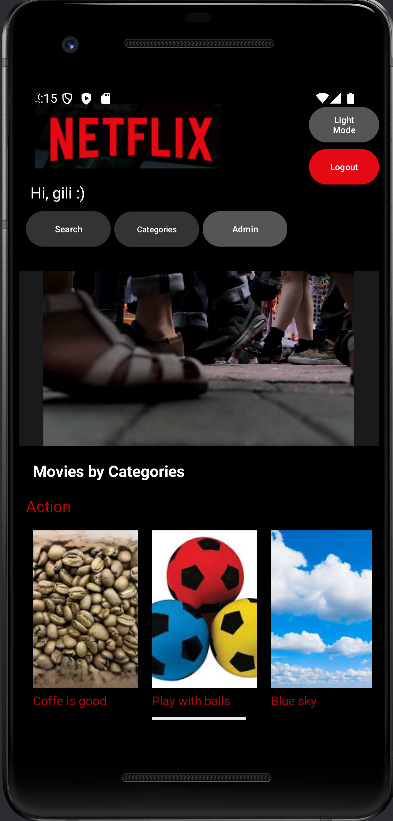 :15
NETFLIX
Light
Mode
Logout
Hi, gili :)
Search Categories Admin
Movies by Categories
Action
Coffe is good Play with balls Blue sky